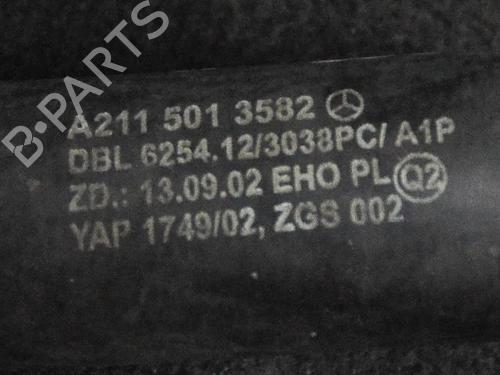 B-PARTS
A211 501 3582
DBL 6254.12/3038PC/ A1P
ZD.: 13.09.02 EHO PL Q2
YAP 1749/02, ZGS 002